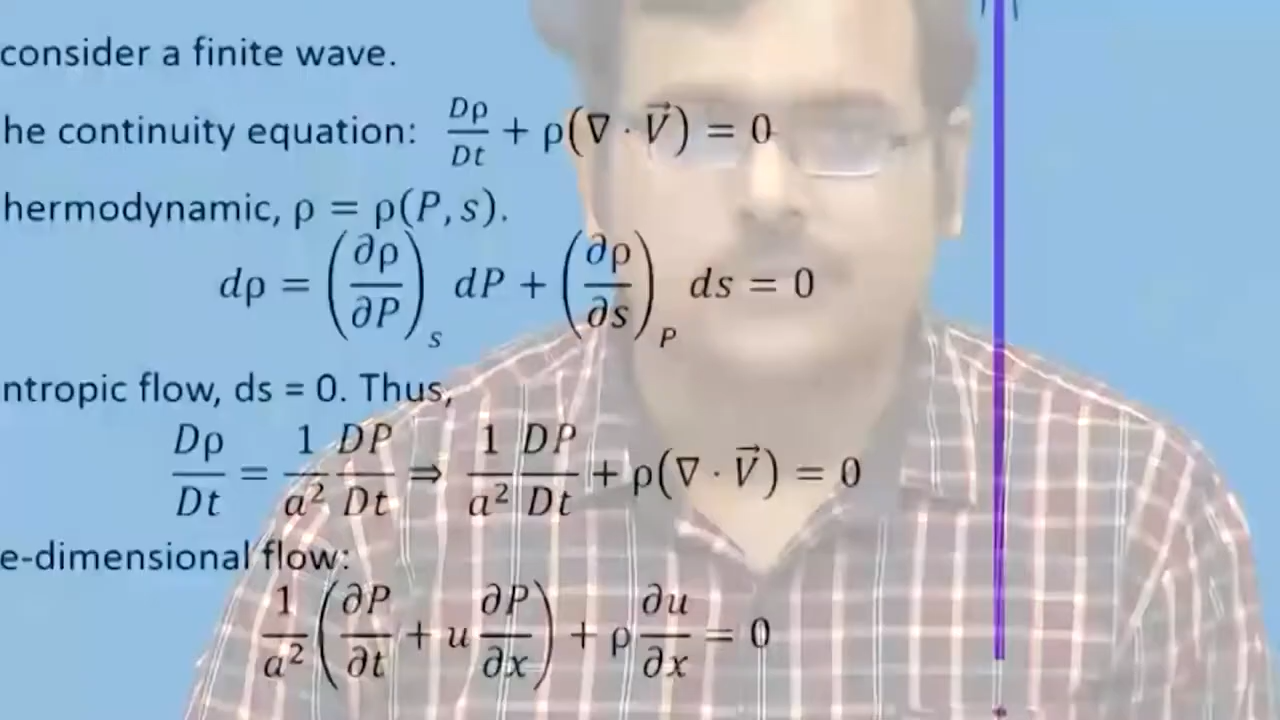 consider a finite wave.
he continuity equation: Dρ/Dt + ρ(∇ · V⃗) = 0
hermodynamic, ρ = ρ(P, s).
dρ = (∂ρ/∂P)_s dP + (∂ρ/∂s)_P ds = 0
ntropic flow, ds = 0. Thus,
Dρ/Dt = 1/a² DP/Dt ⇒ 1/a² DP/Dt + ρ(∇ · V⃗) = 0
e-dimensional flow:
1/a² (∂P/∂t + u ∂P/∂x) + ρ ∂u/∂x = 0